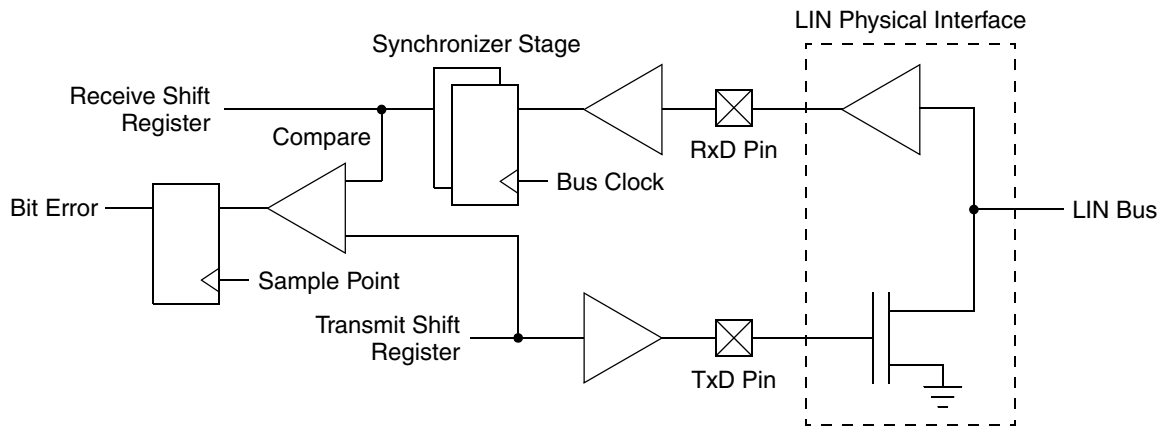 LIN Physical Interface
Synchronizer Stage
Receive Shift
Register
Compare
RxD Pin
Bus Clock
Bit Error
LIN Bus
Sample Point
Transmit Shift
Register
TxD Pin